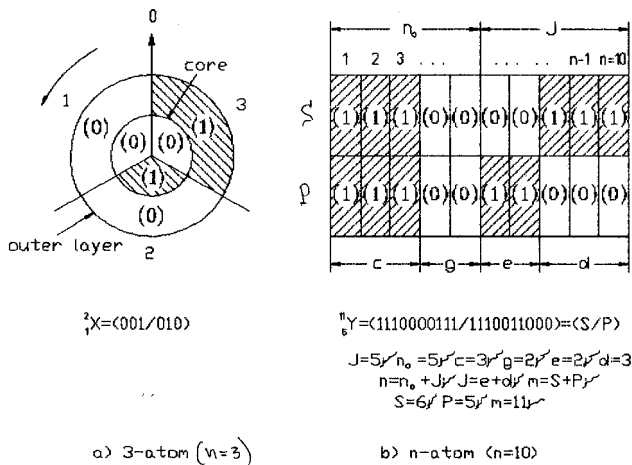 0
core
1
3
(0)
(1)
(0)
(0)
(1)
(0)
outer layer
2
²₁X=(001/010)
a) 3-atom (n=3)
n₀ J
1 2 3 ... ... n-1 n=10
S (1) (1) (1) (0) (0) (0) (0) (1) (1) (1)
P (1) (1) (1) (0) (0) (1) (1) (0) (0) (0)
c g e d
¹¹₅Y=(1110000111/1110011000)=(S/P)
J=5, n₀=5, c=3, g=2, e=2, d=3
n=n₀+J, J=e+d, m=S+P,
S=6, P=5, m=11,
b) n-atom (n=10)